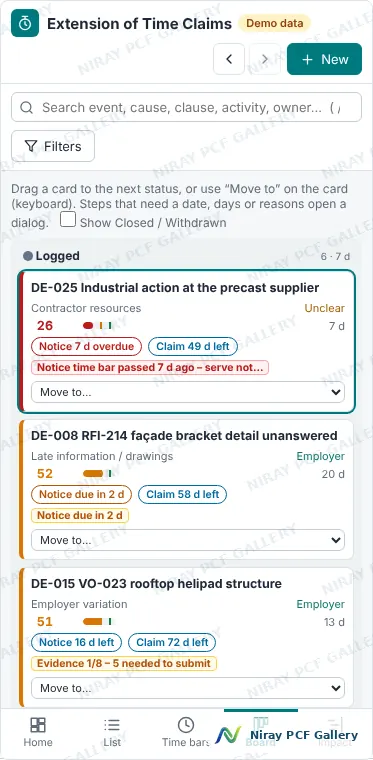 Extension of Time Claims
Demo data
New
Search event, cause, clause, activity, owner… ( /
Filters
Drag a card to the next status, or use “Move to” on the card
(keyboard). Steps that need a date, days or reasons open a
dialog. Show Closed / Withdrawn
Logged 6 · 7 d
DE-025 Industrial action at the precast supplier
Contractor resources Unclear
26 7 d
Notice 7 d overdue Claim 49 d left
Notice time bar passed 7 d ago – serve not…
Move to…
DE-008 RFI-214 façade bracket detail unanswered
Late information / drawings Employer
52 20 d
Notice due in 2 d Claim 58 d left
Notice due in 2 d
Move to…
DE-015 VO-023 rooftop helipad structure
Employer variation Employer
51 13 d
Notice 16 d left Claim 72 d left
Evidence 1/8 – 5 needed to submit
Move to…
Home List Time bars Board Impact
Niray PCF Gallery
NIRAY PCF GALLERY